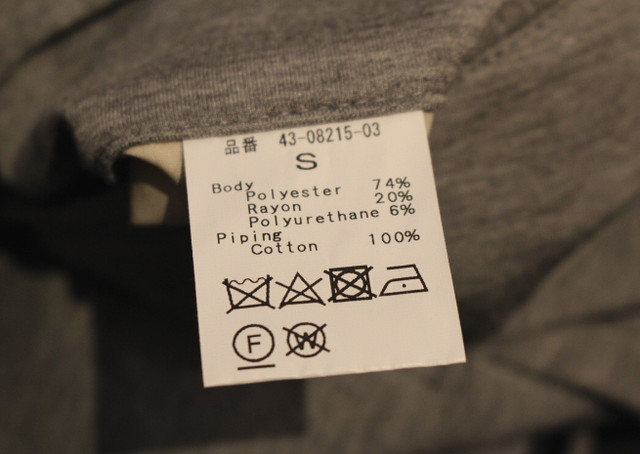 品番 43-08215-03
S
Body
Polyester 74%
Rayon 20%
Polyurethane 6%
Piping
Cotton 100%
F W